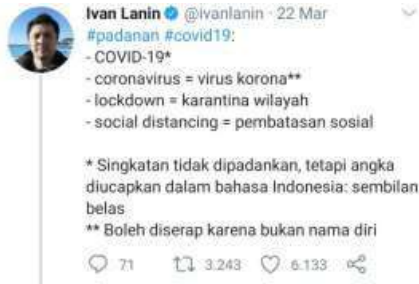 Ivan Lanin @ivanlanin · 22 Mar
#padanan #covid19:
- COVID-19*
- coronavirus = virus korona**
- lockdown = karantina wilayah
- social distancing = pembatasan sosial
* Singkatan tidak dipadankan, tetapi angka
diucapkan dalam bahasa Indonesia: sembilan
belas
** Boleh diserap karena bukan nama diri
71 3.243 6.133